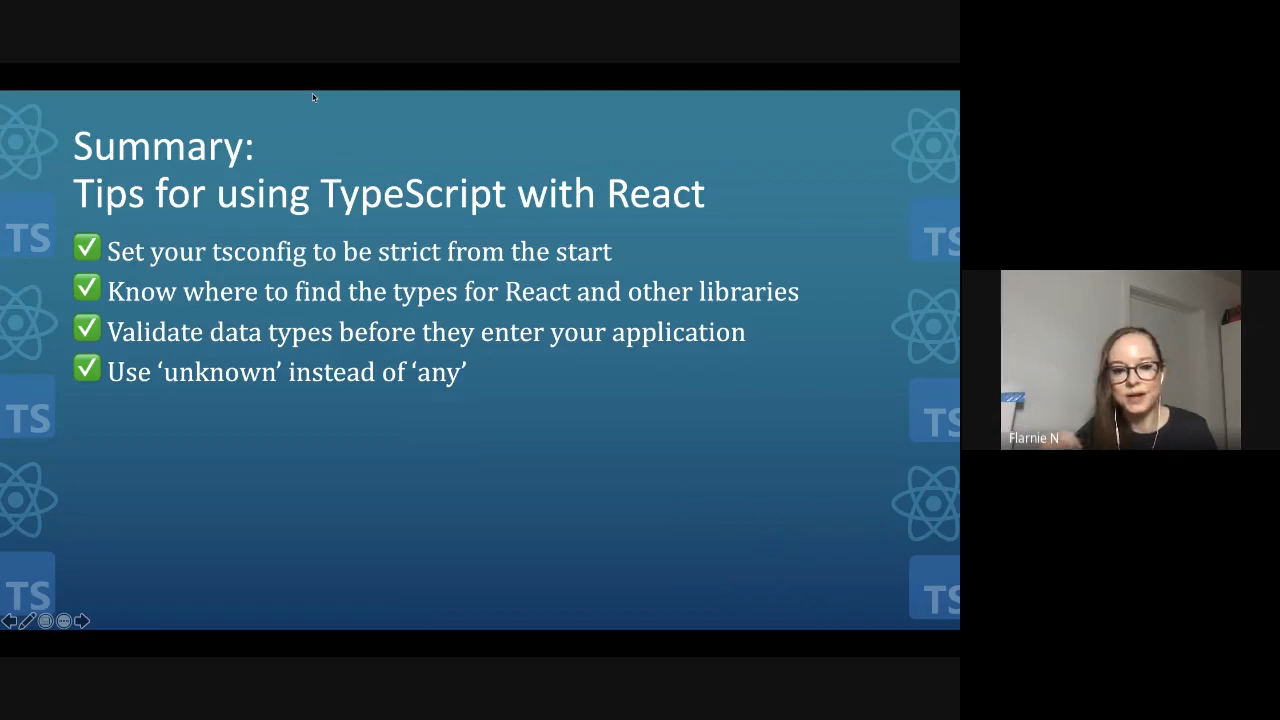 Summary:
Tips for using TypeScript with React
✅ Set your tsconfig to be strict from the start
✅ Know where to find the types for React and other libraries
✅ Validate data types before they enter your application
✅ Use ‘unknown’ instead of ‘any’
TS
TS
TS
TS
TS
TS
Flarnie N